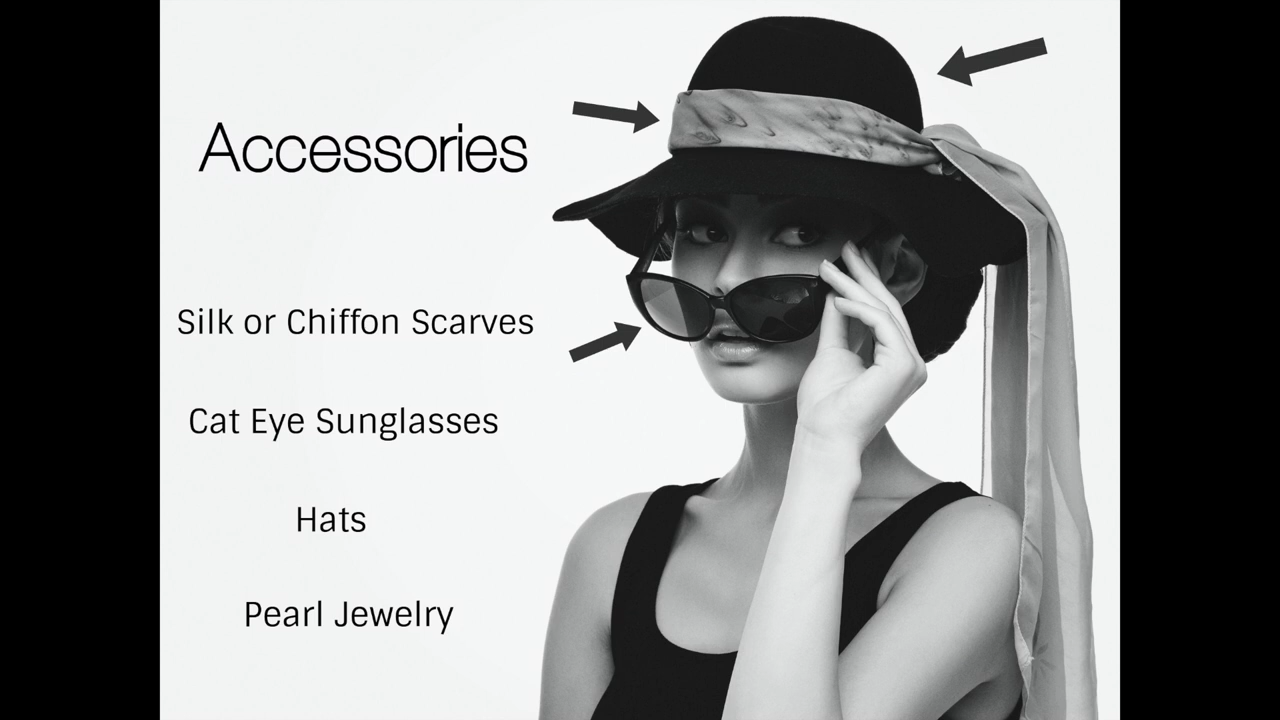 Accessories
Silk or Chiffon Scarves
Cat Eye Sunglasses
Hats
Pearl Jewelry